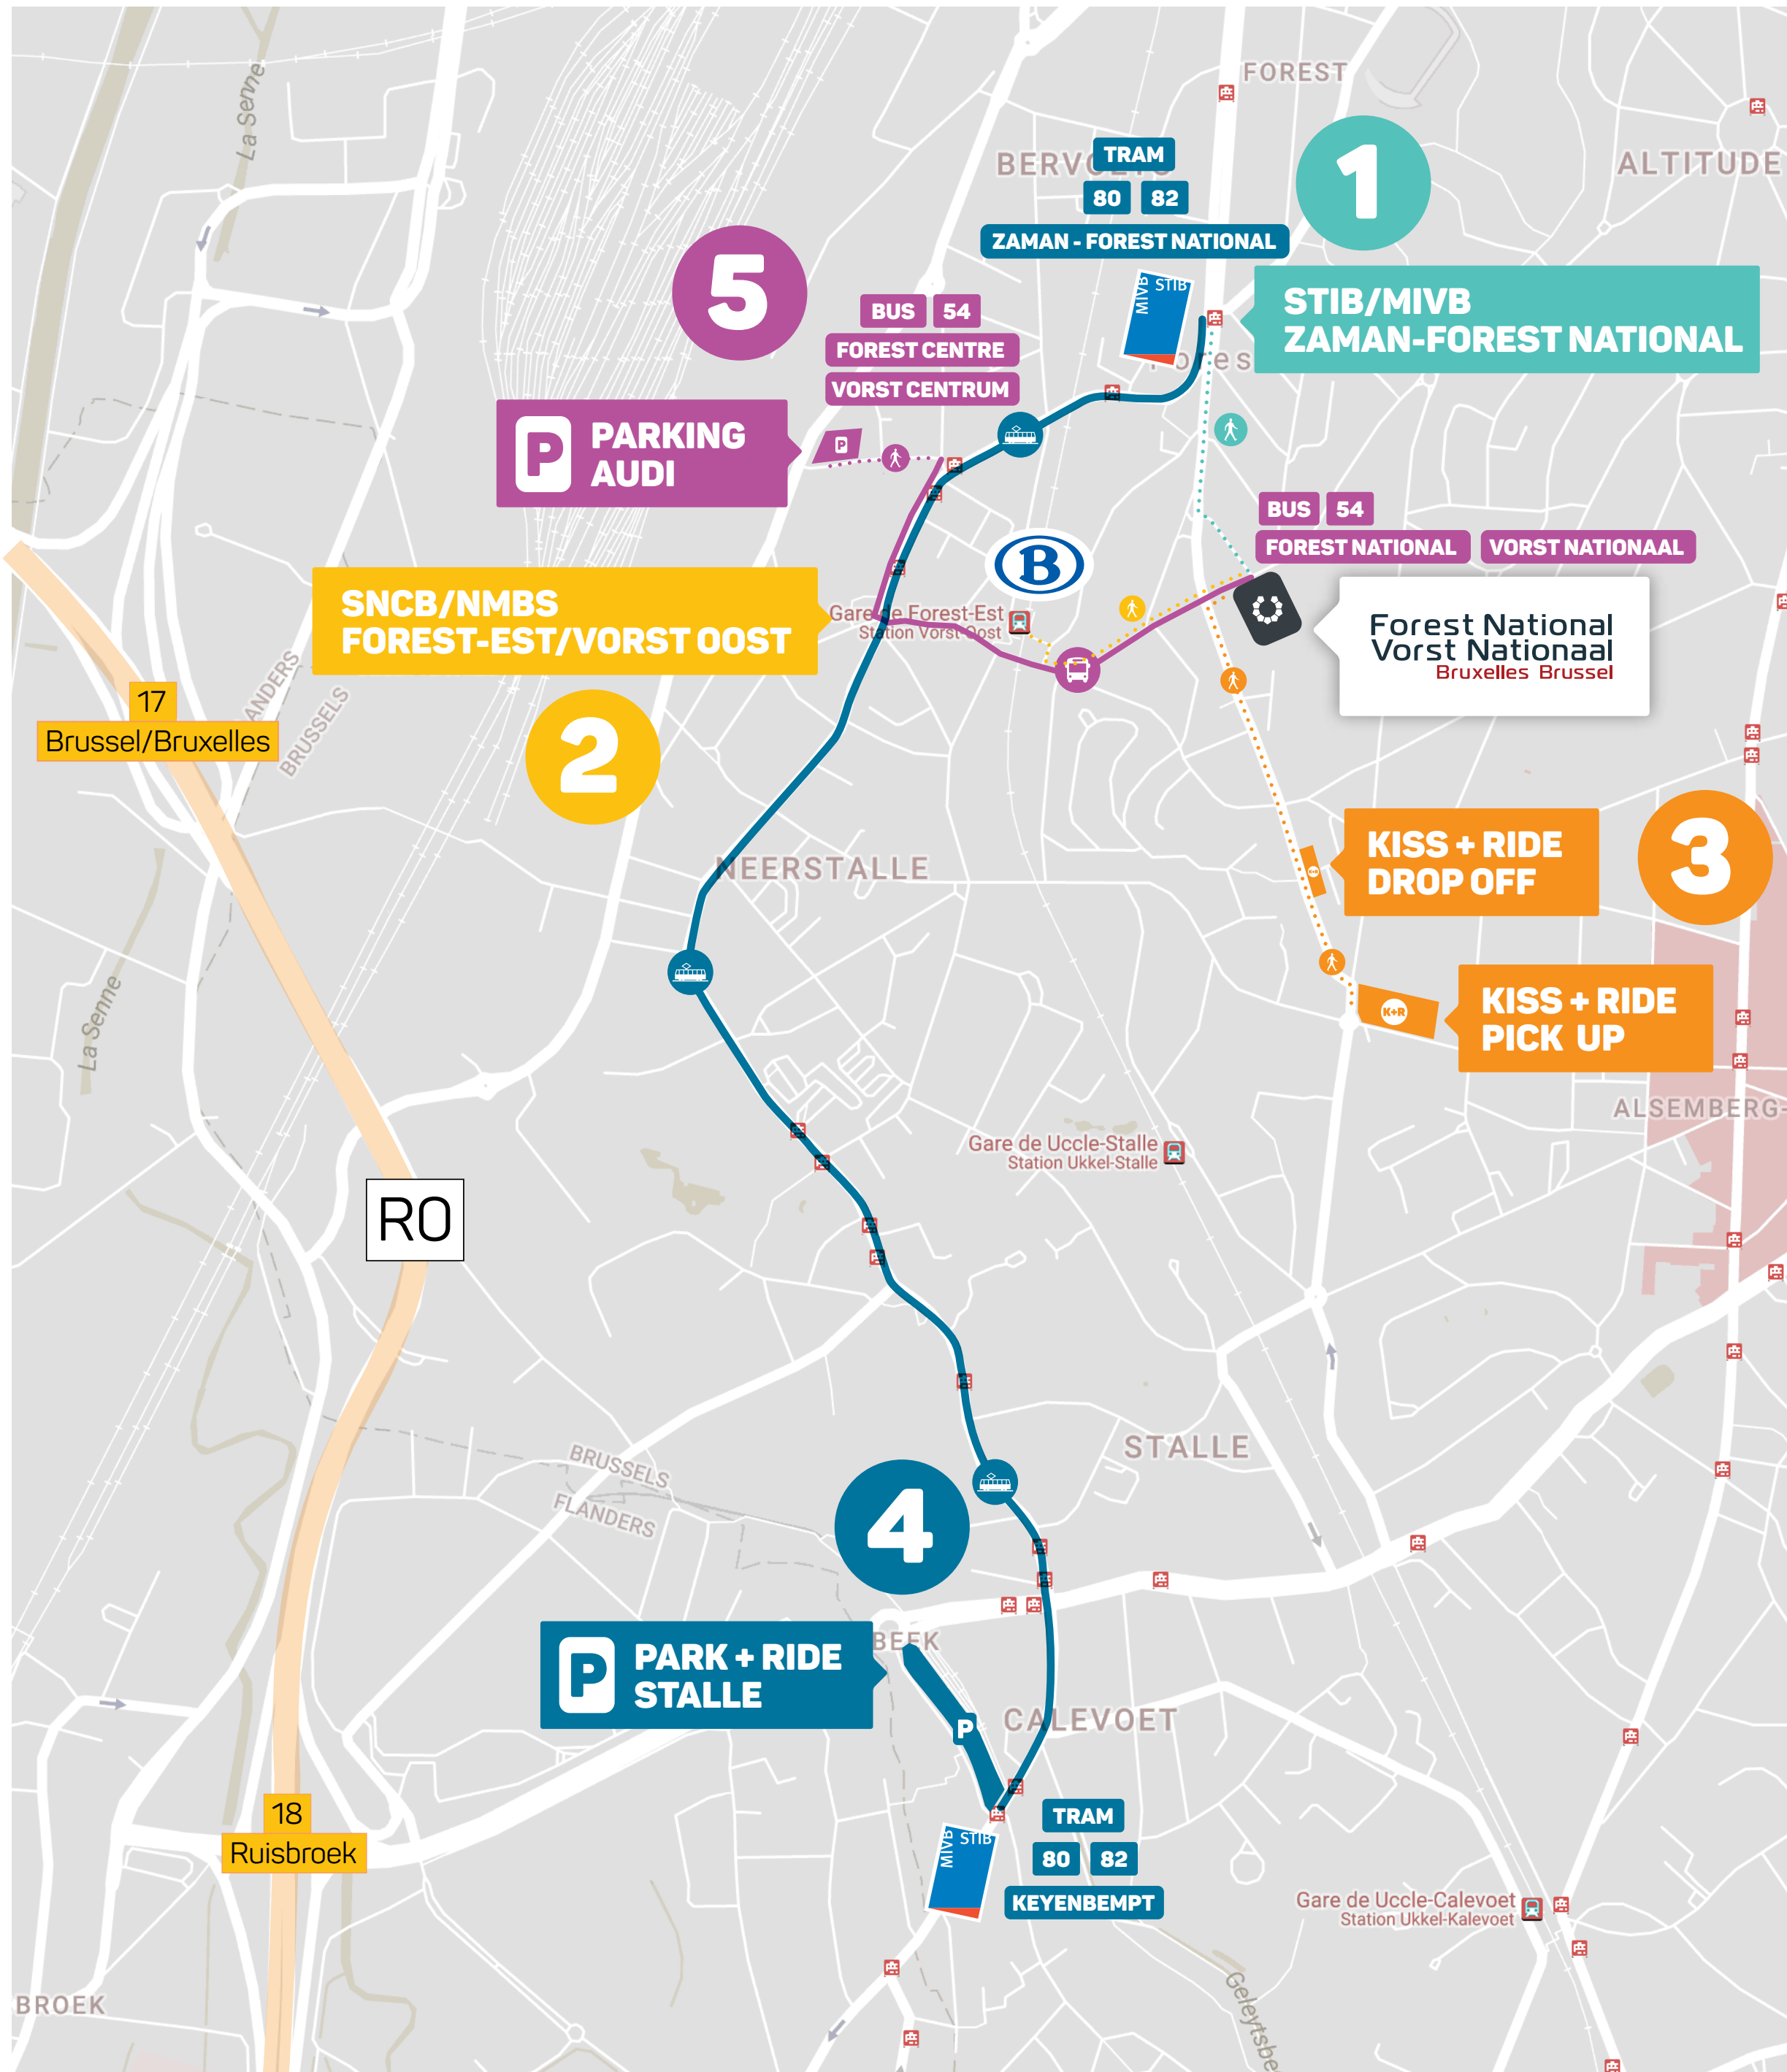 FOREST
La Senne
BERVOETS
TRAM
80 82
ZAMAN - FOREST NATIONAL
1
ALTITUDE
MIVB STIB
STIB/MIVB
ZAMAN-FOREST NATIONAL
5
BUS 54
FOREST CENTRE
VORST CENTRUM
P PARKING
AUDI
P
B
BUS 54
FOREST NATIONAL VORST NATIONAAL
Forest National
Vorst Nationaal
Bruxelles Brussel
SNCB/NMBS
FOREST-EST/VORST OOST
Gare de Forest-Est
Station Vorst-Oost
2
17
Brussel/Bruxelles
BRUSSELS
NEERSTALLE
KISS + RIDE
DROP OFF
3
K+R
KISS + RIDE
PICK UP
La Senne
ALSEMBERG-
Gare de Uccle-Stalle
Station Ukkel-Stalle
R0
BRUSSELS
FLANDERS
STALLE
4
P PARK + RIDE
STALLE
BEEK
P
CALEVOET
18
Ruisbroek
MIVB STIB
TRAM
80 82
KEYENBEMPT
Gare de Uccle-Calevoet
Station Ukkel-Kalevoet
BROEK
Geleytsbe